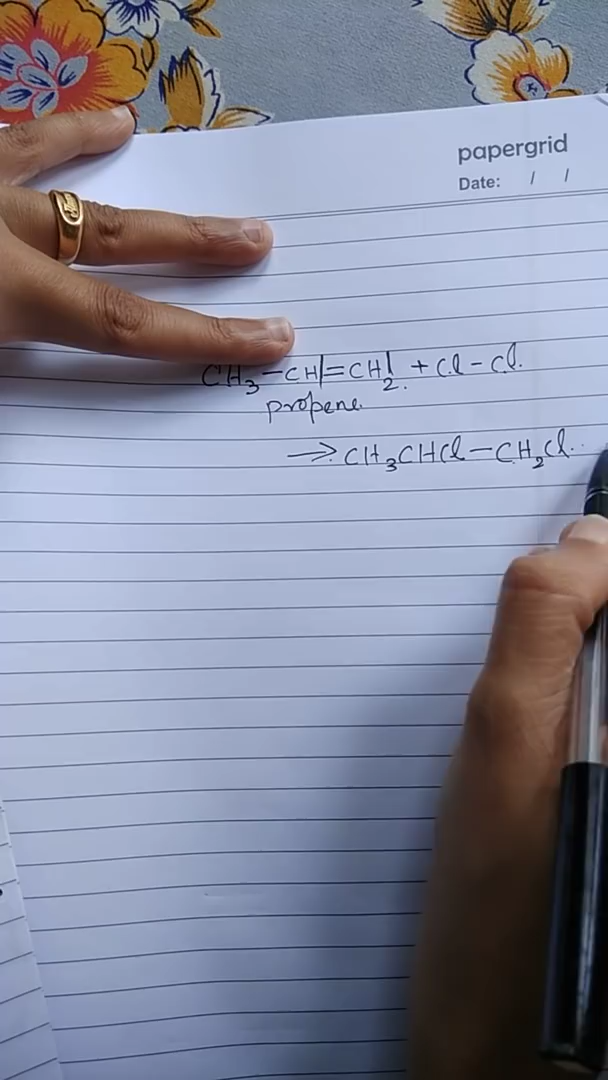 papergrid
Date: / /
CH₃-CH=CH₂ + Cl-Cl.
propene.
→ CH₃CHCl-CH₂Cl.